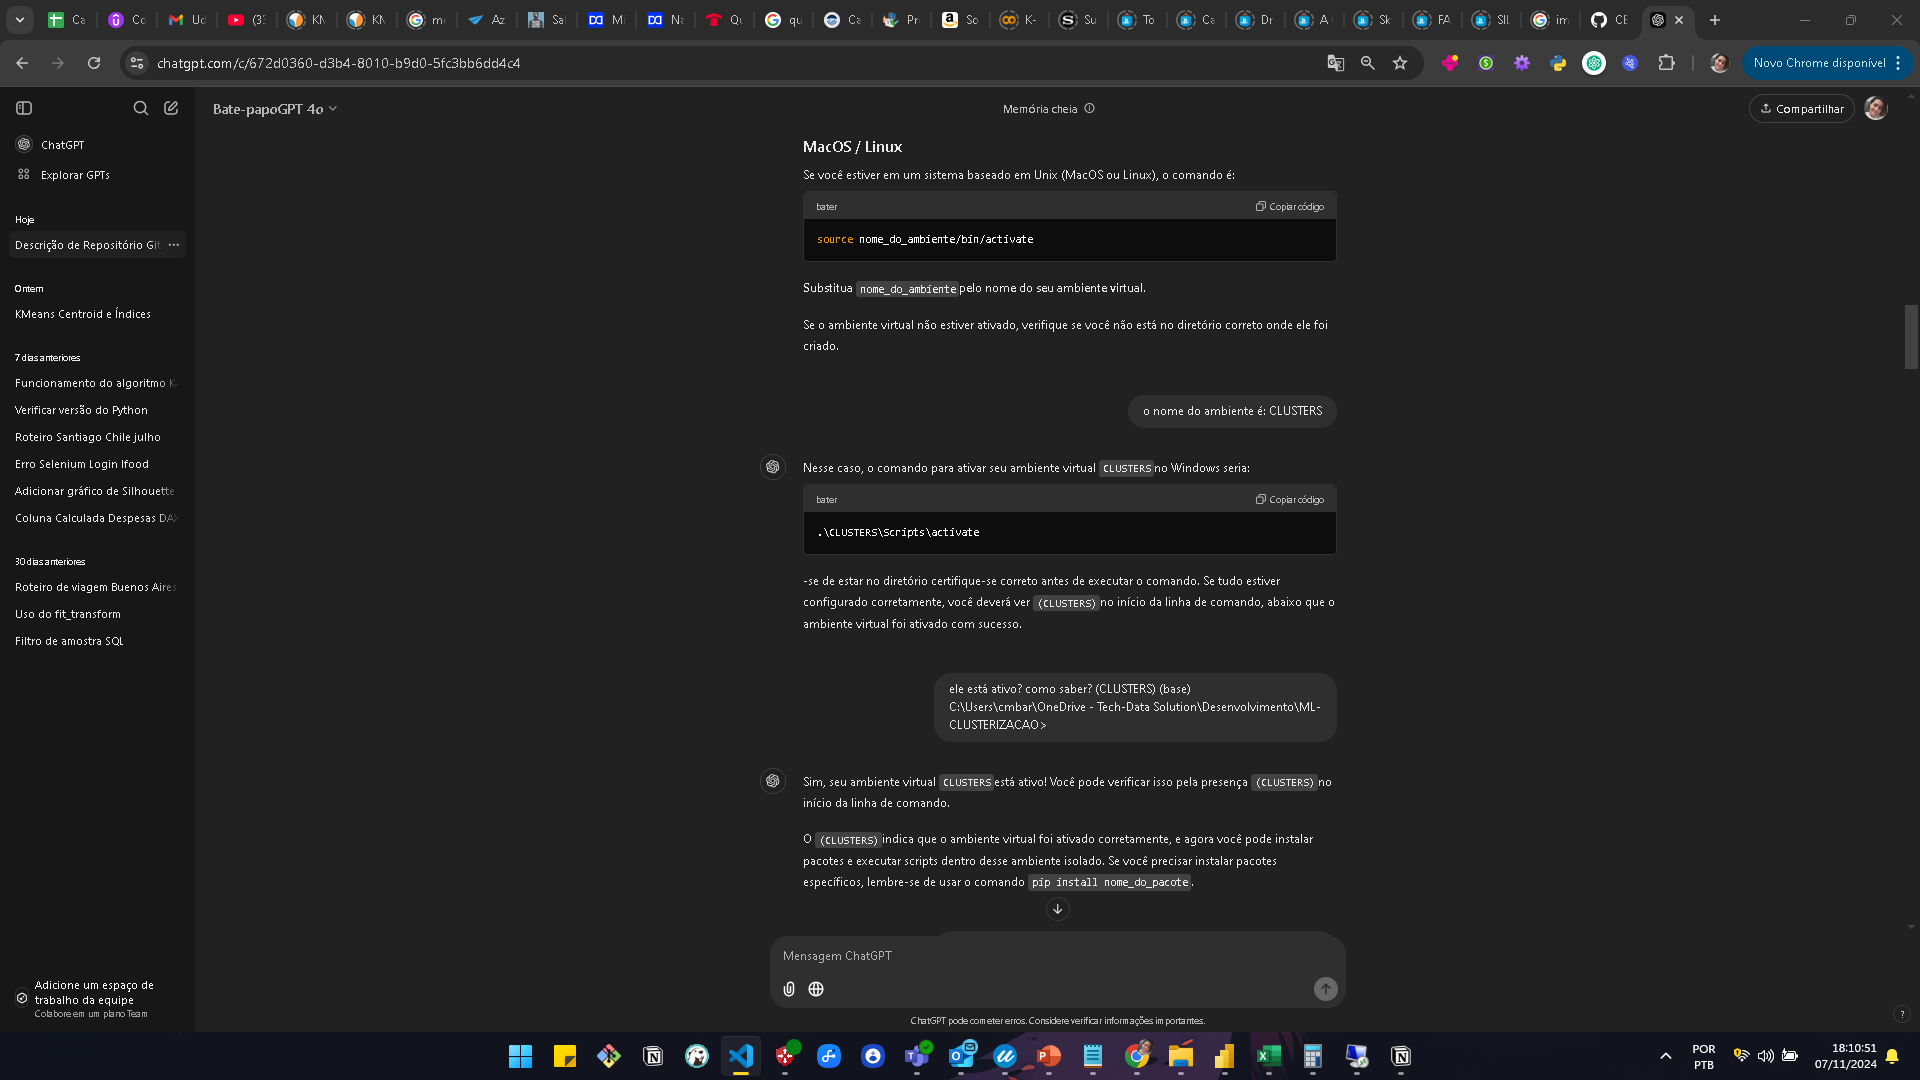 Ca
Co
Ud
(31
KN
KN
me
Az
Sal
Mi
Na
Qu
qu
Ca
Pre
So
K-
Su
To
Ca
Dr
A
Sk
FA
SIL
im
CE
chatgpt.com/c/672d0360-d3b4-8010-b9d0-5fc3bb6dd4c4
Novo Chrome disponível
Bate-papoGPT 4o
Memória cheia
Compartilhar
ChatGPT
Explorar GPTs
Hoje
Descrição de Repositório Git
Ontem
KMeans Centroid e Índices
7 dias anteriores
Funcionamento do algoritmo K-
Verificar versão do Python
Roteiro Santiago Chile julho
Erro Selenium Login Ifood
Adicionar gráfico de Silhouette
Coluna Calculada Despesas DAX
30 dias anteriores
Roteiro de viagem Buenos Aires
Uso do fit_transform
Filtro de amostra SQL
Adicione um espaço de
trabalho da equipe
Colabore em um plano Team
MacOS / Linux
Se você estiver em um sistema baseado em Unix (MacOS ou Linux), o comando é:
bater
Copiar código
source nome_do_ambiente/bin/activate
Substitua nome_do_ambiente pelo nome do seu ambiente virtual.
Se o ambiente virtual não estiver ativado, verifique se você não está no diretório correto onde ele foi
criado.
o nome do ambiente é: CLUSTERS
Nesse caso, o comando para ativar seu ambiente virtual CLUSTERS no Windows seria:
bater
Copiar código
.\CLUSTERS\Scripts\activate
-se de estar no diretório certifique-se correto antes de executar o comando. Se tudo estiver
configurado corretamente, você deverá ver (CLUSTERS) no início da linha de comando, abaixo que o
ambiente virtual foi ativado com sucesso.
ele está ativo? como saber? (CLUSTERS) (base)
C:\Users\cmbar\OneDrive - Tech-Data Solution\Desenvolvimento\ML-
CLUSTERIZACAO>
Sim, seu ambiente virtual CLUSTERS está ativo! Você pode verificar isso pela presença (CLUSTERS) no
início da linha de comando.
O (CLUSTERS) indica que o ambiente virtual foi ativado corretamente, e agora você pode instalar
pacotes e executar scripts dentro desse ambiente isolado. Se você precisar instalar pacotes
específicos, lembre-se de usar o comando pip install nome_do_pacote.
Mensagem ChatGPT
ChatGPT pode cometer erros. Considere verificar informações importantes.
?
POR
PTB
18:10:51
07/11/2024